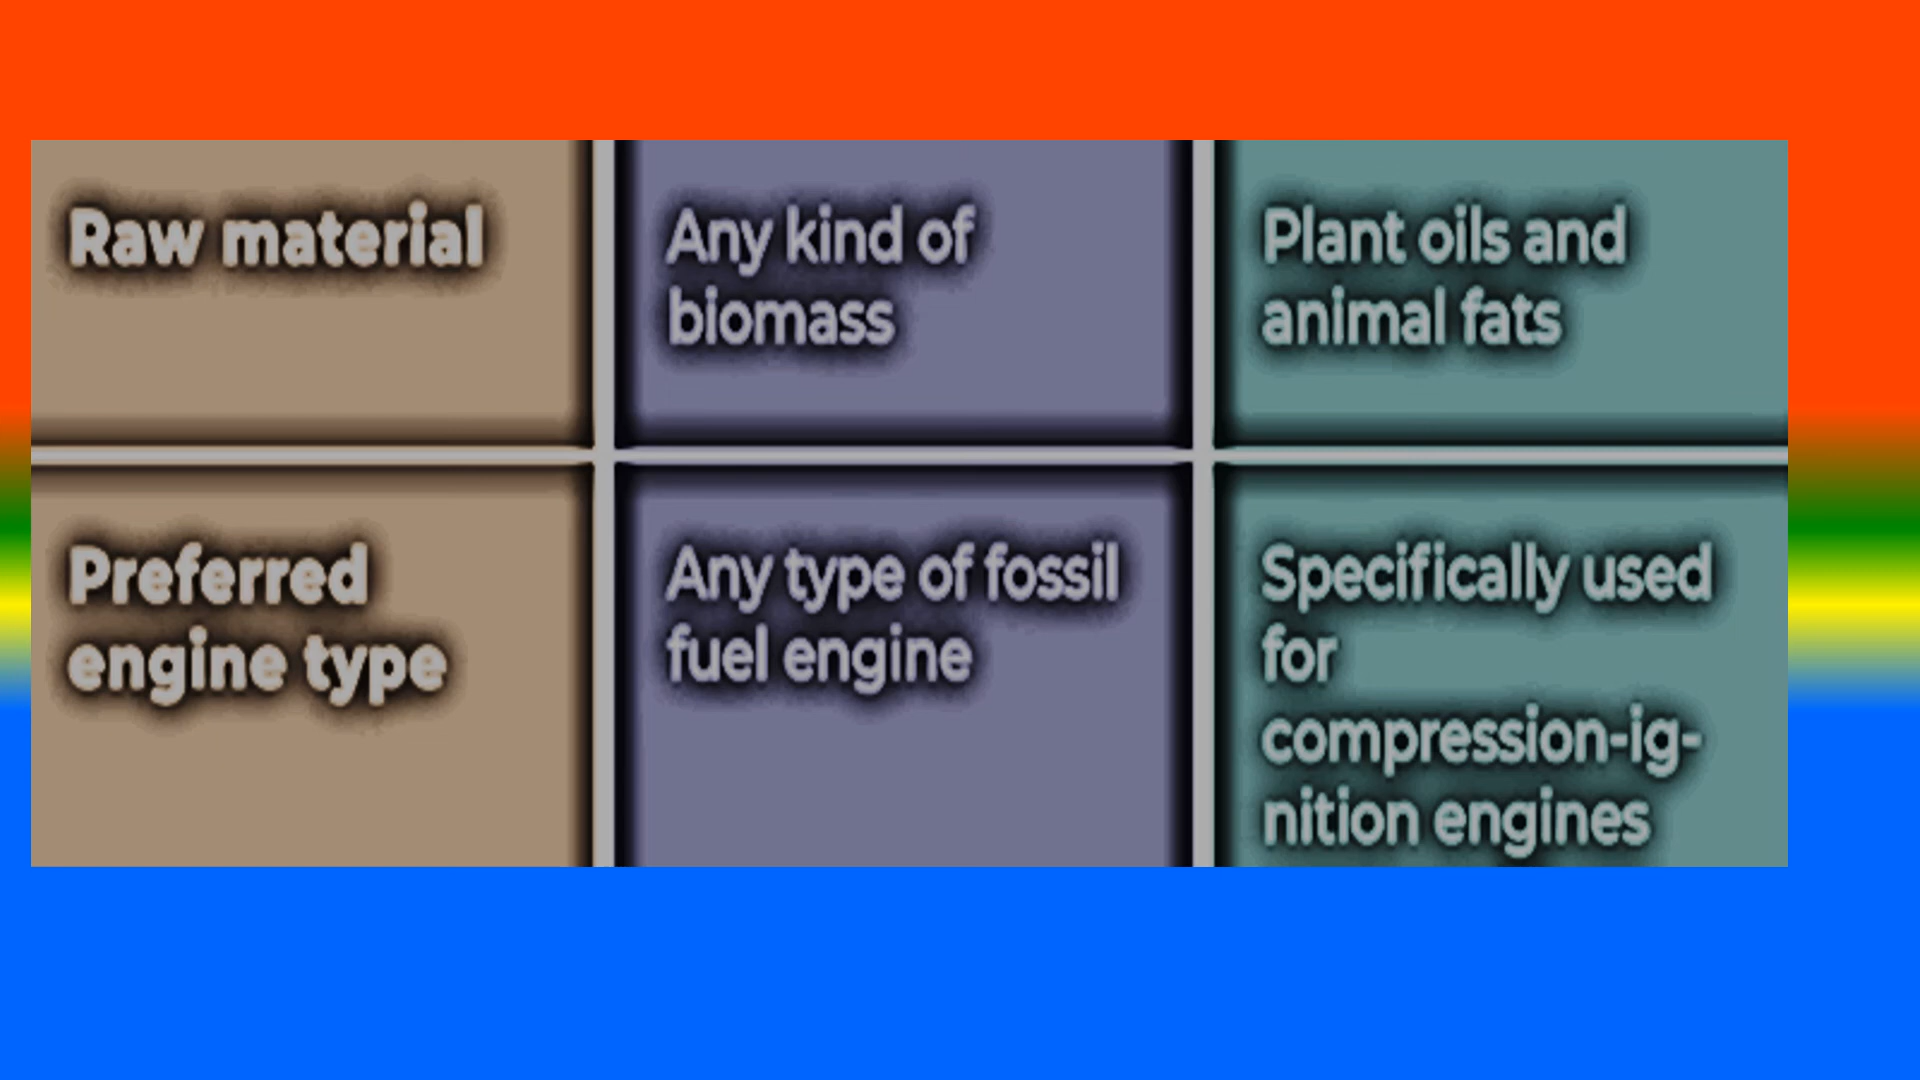 Raw material
Any kind of
biomass
Plant oils and
animal fats
Preferred
engine type
Any type of fossil
fuel engine
Specifically used
for
compression-ig-
nition engines